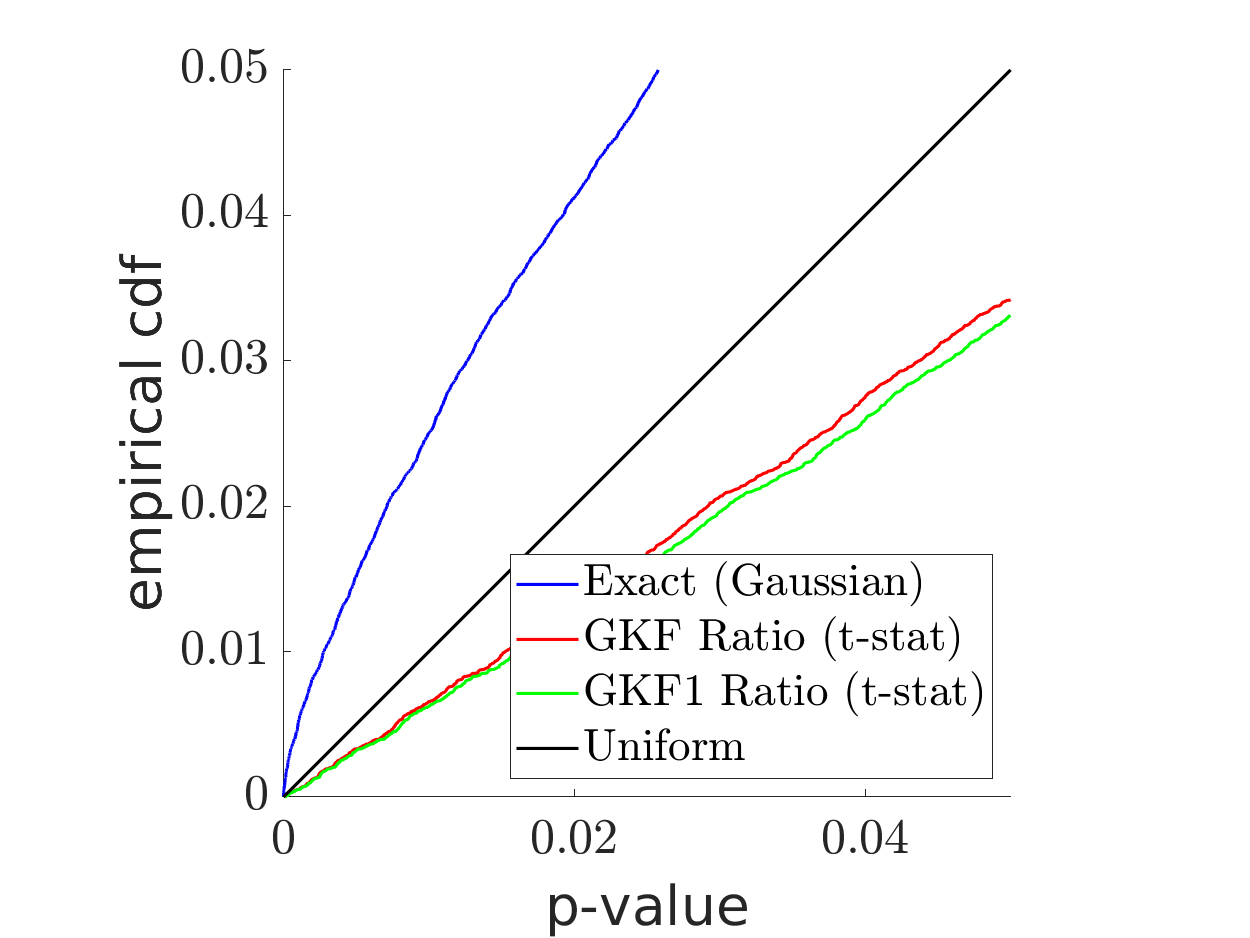 0.05
0.04
0.03
0.02
0.01
0
empirical cdf
Exact (Gaussian)
GKF Ratio (t-stat)
GKF1 Ratio (t-stat)
Uniform
0 0.02 0.04
p-value